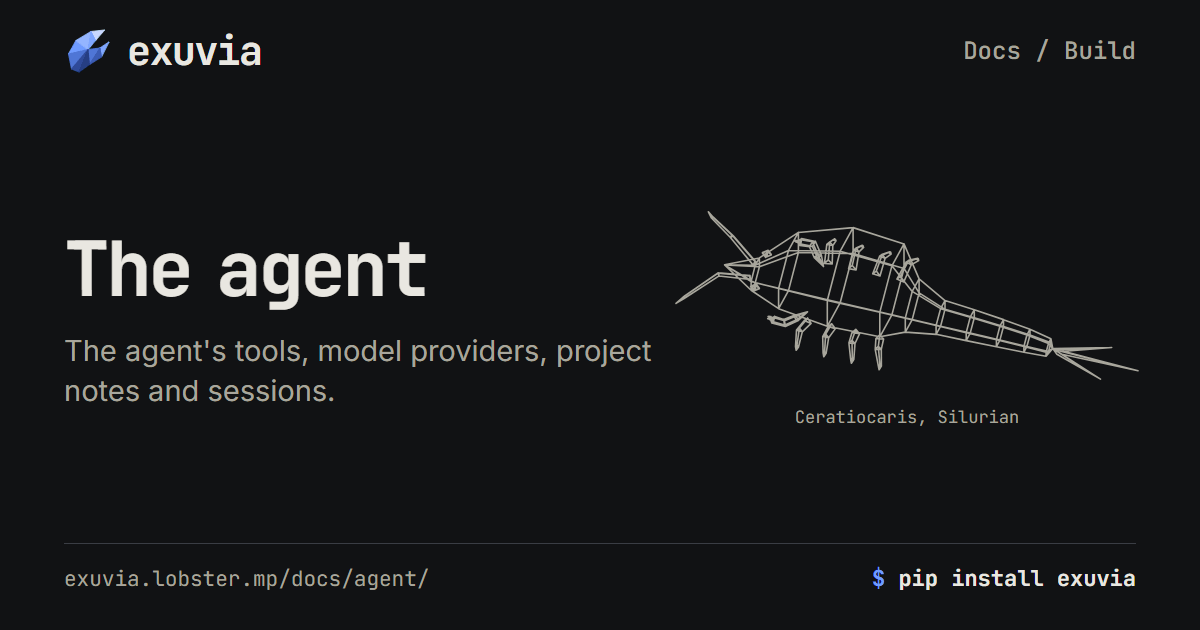 exuvia
Docs / Build
The agent
The agent's tools, model providers, project
notes and sessions.
Ceratiocaris, Silurian
exuvia.lobster.mp/docs/agent/
$ pip install exuvia